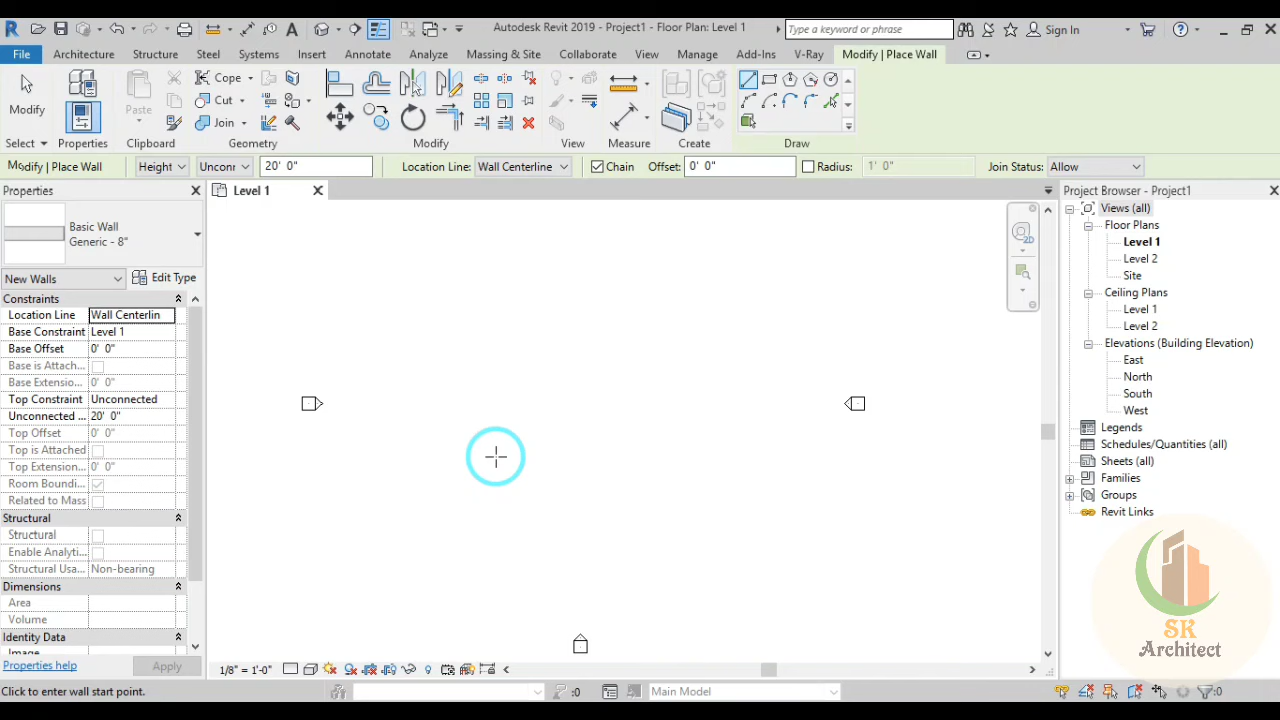 Autodesk Revit 2019 - Project1 - Floor Plan: Level 1
Type a keyword or phrase
Sign In
File
Architecture
Structure
Steel
Systems
Insert
Annotate
Analyze
Massing & Site
Collaborate
View
Manage
Add-Ins
V-Ray
Modify | Place Wall
Modify
Paste
Cope
Cut
Join
Select
Properties
Clipboard
Geometry
Modify
View
Measure
Create
Draw
Modify | Place Wall
Height
Uncon
20' 0"
Location Line:
Wall Centerline
Chain
Offset:
0' 0"
Radius:
1' 0"
Join Status:
Allow
Properties
Basic Wall
Generic - 8"
New Walls
Edit Type
Constraints
Location Line Wall Centerlin
Base Constraint Level 1
Base Offset 0' 0"
Base is Attach...
Base Extensio... 0' 0"
Top Constraint Unconnected
Unconnected ... 20' 0"
Top Offset 0' 0"
Top is Attached
Top Extension... 0' 0"
Room Boundi...
Related to Mass
Structural
Structural
Enable Analyti...
Structural Usa... Non-bearing
Dimensions
Area
Volume
Identity Data
Image
Properties help
Apply
Level 1
2D
Project Browser - Project1
Views (all)
Floor Plans
Level 1
Level 2
Site
Ceiling Plans
Level 1
Level 2
Elevations (Building Elevation)
East
North
South
West
Legends
Schedules/Quantities (all)
Sheets (all)
Families
Groups
Revit Links
SK
Architect
1/8" = 1'-0"
Click to enter wall start point.
:0
Main Model
:0